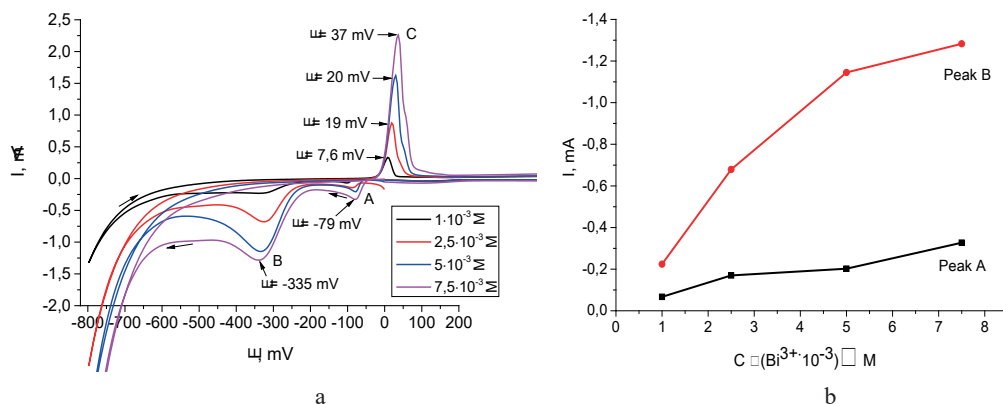 a
2,5
2,0
1,5
1,0
0,5
0,0
-0,5
-1,0
-1,5
-2,0
E= 37 mV
C
E= 20 mV
E= 19 mV
E= 7,6 mV
A
E= -79 mV
B
E= -335 mV
1·10⁻³ M
2,5·10⁻³ M
5·10⁻³ M
7,5·10⁻³ M
-800 -700 -600 -500 -400 -300 -200 -100 0 100 200
E, mV
a
b
-1,4
-1,2
-1,0
-0,8
-0,6
-0,4
-0,2
0,0
I, mA
Peak B
Peak A
0 1 2 3 4 5 6 7 8
C □(Bi³⁺·10⁻³)□ M
b